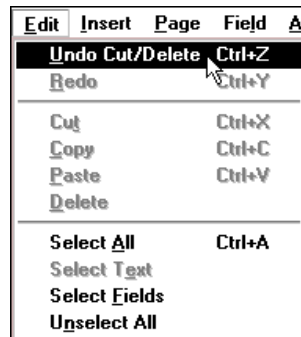 Edit Insert Page Field A
Undo Cut/Delete Ctrl+Z
Redo Ctrl+Y
Cut Ctrl+X
Copy Ctrl+C
Paste Ctrl+V
Delete
Select All Ctrl+A
Select Text
Select Fields
Unselect All